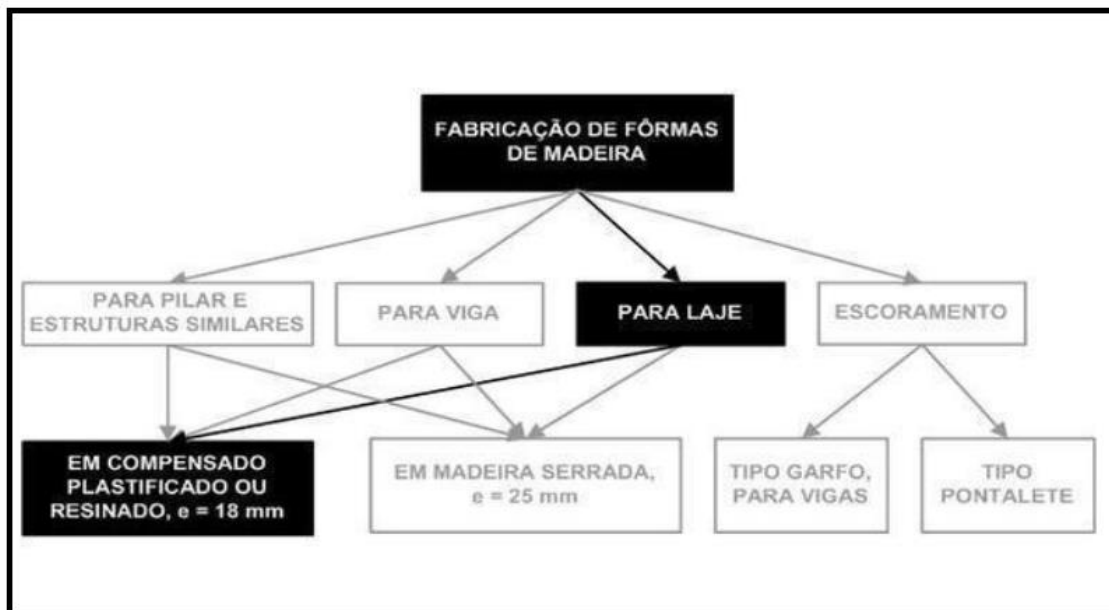 FABRICAÇÃO DE FÔRMAS
DE MADEIRA
PARA PILAR E
ESTRUTURAS SIMILARES
PARA VIGA
PARA LAJE
ESCORAMENTO
EM COMPENSADO
PLASTIFICADO OU
RESINADO, e = 18 mm
EM MADEIRA SERRADA,
e = 25 mm
TIPO GARFO,
PARA VIGAS
TIPO
PONTALETE